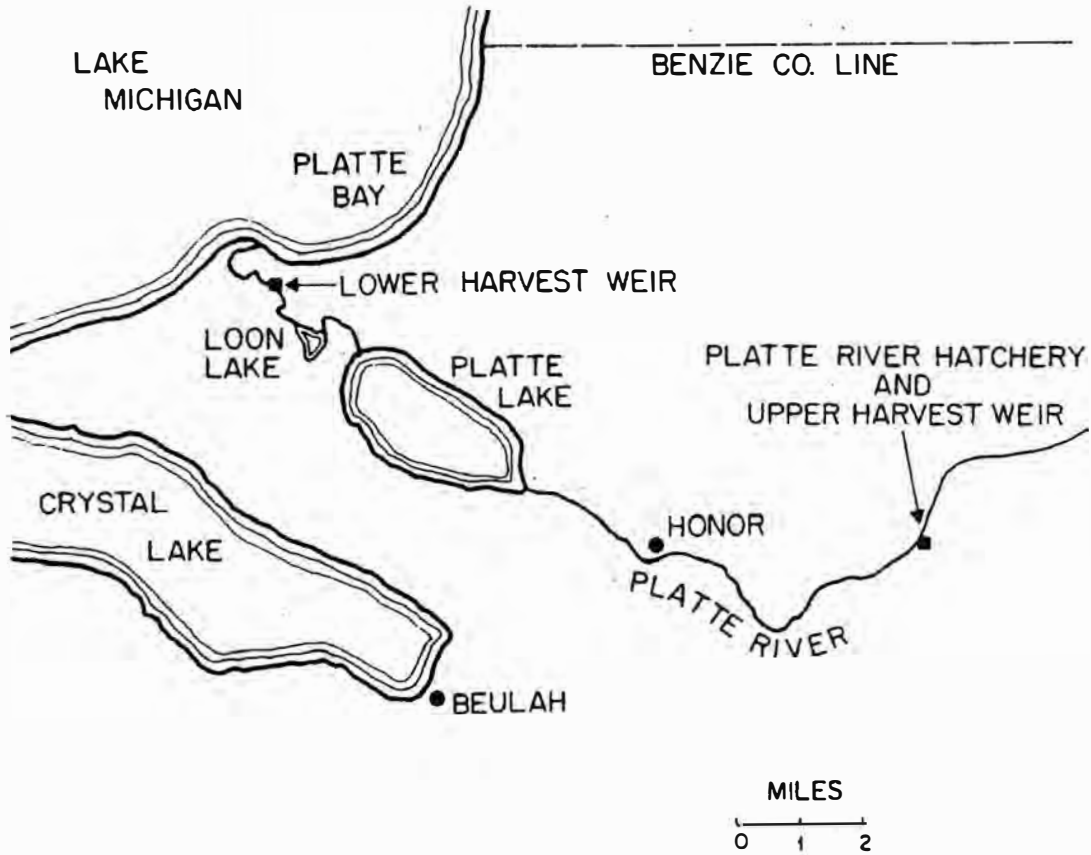 LAKE
MICHIGAN
BENZIE CO. LINE
PLATTE
BAY
LOWER HARVEST WEIR
LOON
LAKE
PLATTE
LAKE
PLATTE RIVER HATCHERY
AND
UPPER HARVEST WEIR
CRYSTAL
LAKE
HONOR
PLATTE RIVER
BEULAH
MILES
0 1 2